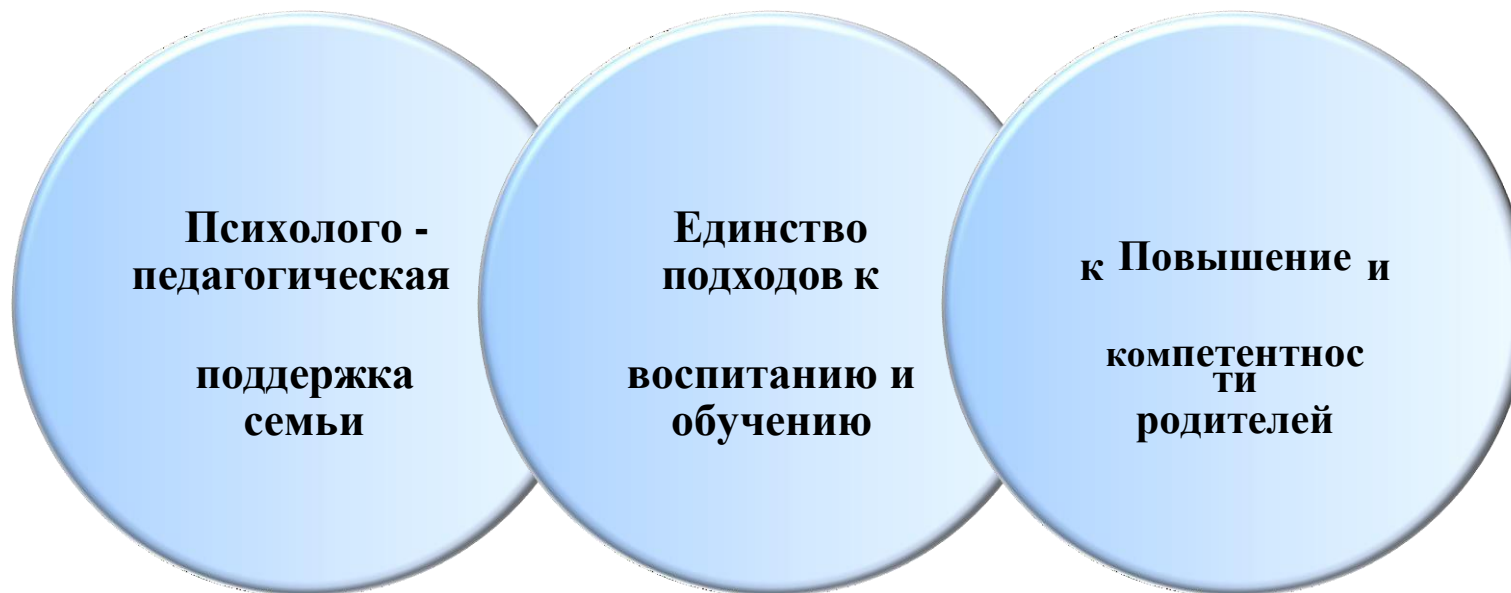 Психолого -
педагогическая
поддержка
семьи
Единство
подходов к
воспитанию и
обучению
к Повышение и
компетентнос
ти
родителей